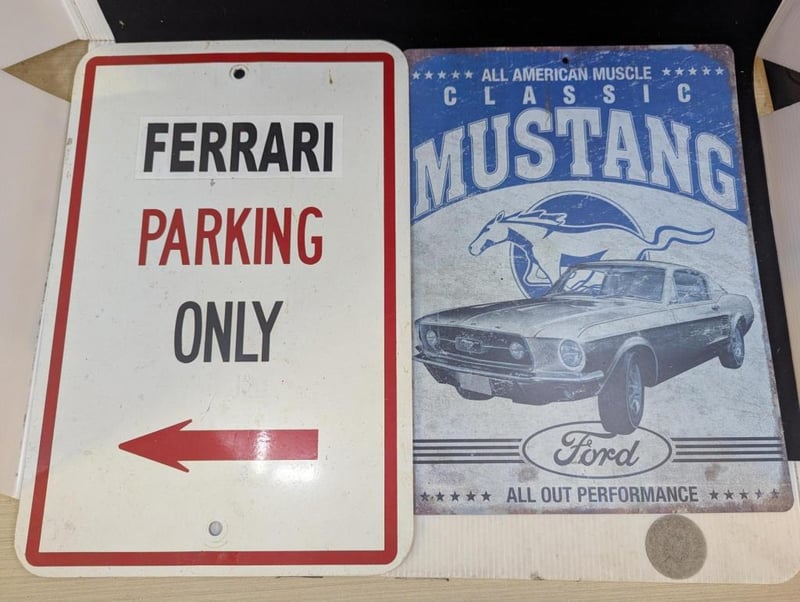 FERRARI
PARKING
ONLY
ALL AMERICAN MUSCLE
CLASSIC
MUSTANG
Ford
ALL OUT PERFORMANCE